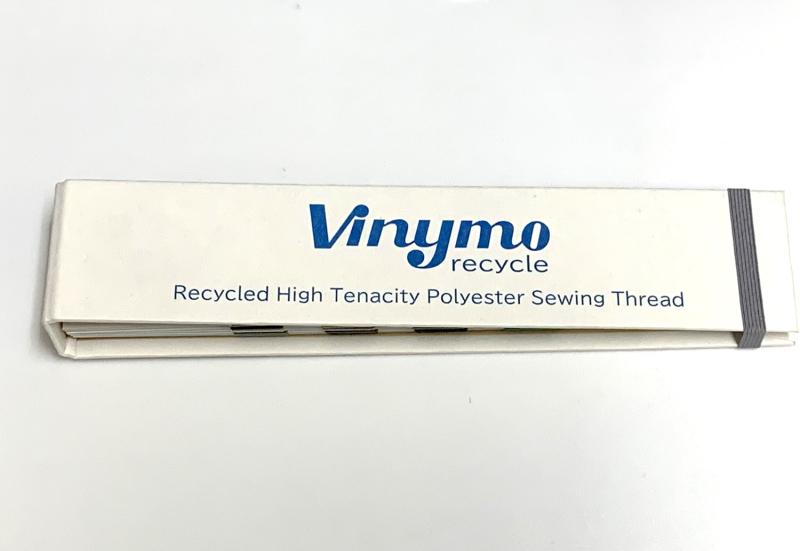 Vinymo
recycle
Recycled High Tenacity Polyester Sewing Thread